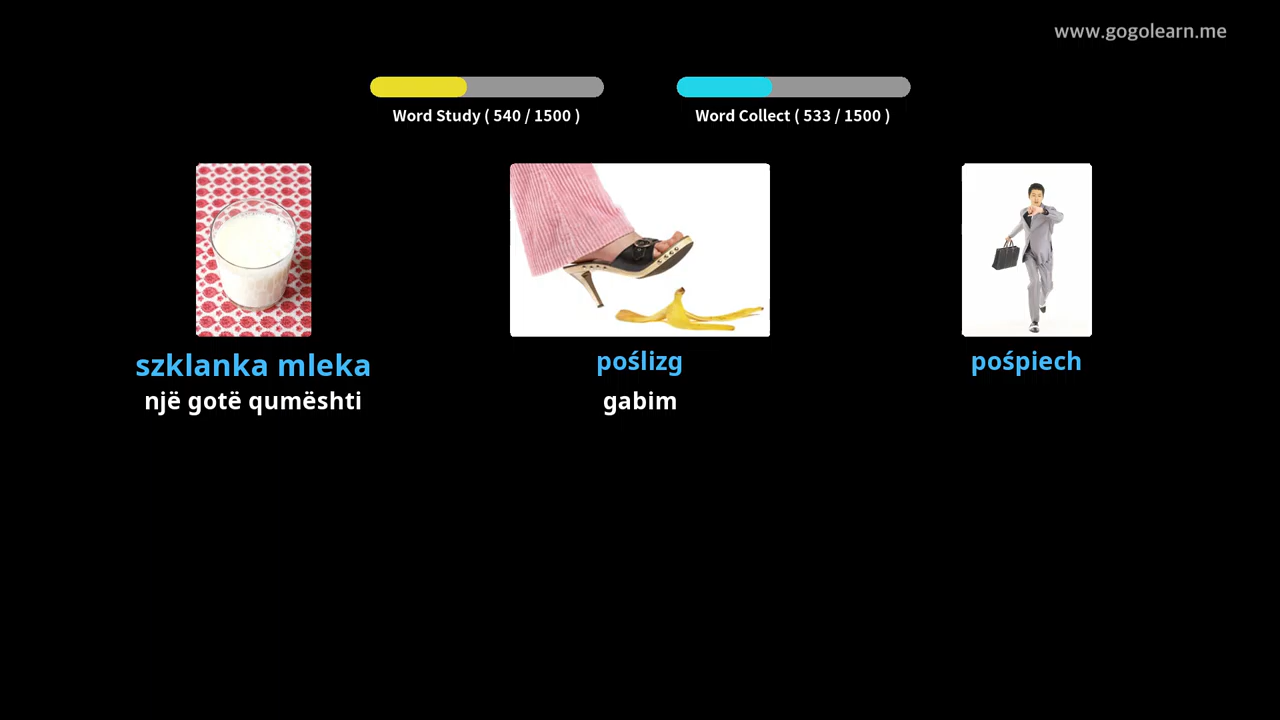 www.gogolearn.me
Word Study ( 540 / 1500 )
Word Collect ( 533 / 1500 )
szklanka mleka
poślizg
pośpiech
një gotë qumështi
gabim